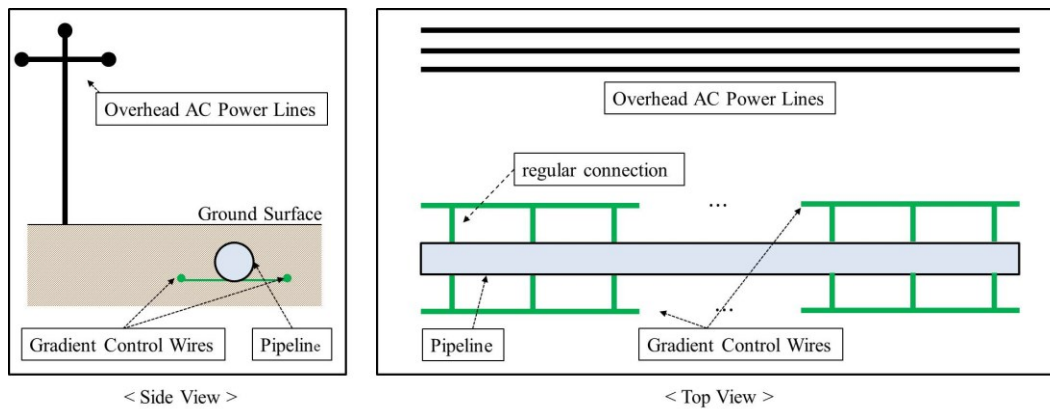 Overhead AC Power Lines
Ground Surface
Gradient Control Wires
Pipeline
< Side View >
Overhead AC Power Lines
regular connection
...
...
Pipeline
Gradient Control Wires
< Top View >